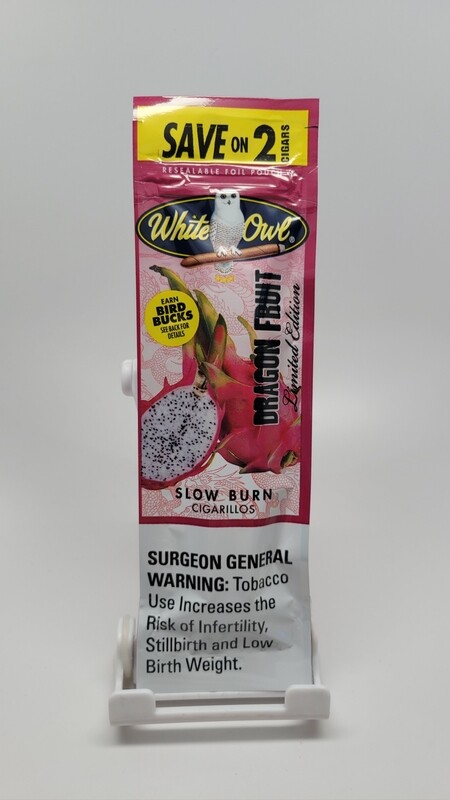 SAVE ON 2 CIGARS
RESEALABLE FOIL POUCH
White Owl®
EARN
BIRD
BUCKS
SEE BACK FOR
DETAILS
DRAGON FRUIT
Limited Edition
SLOW BURN
CIGARILLOS
SURGEON GENERAL
WARNING: Tobacco
Use Increases the
Risk of Infertility,
Stillbirth and Low
Birth Weight.